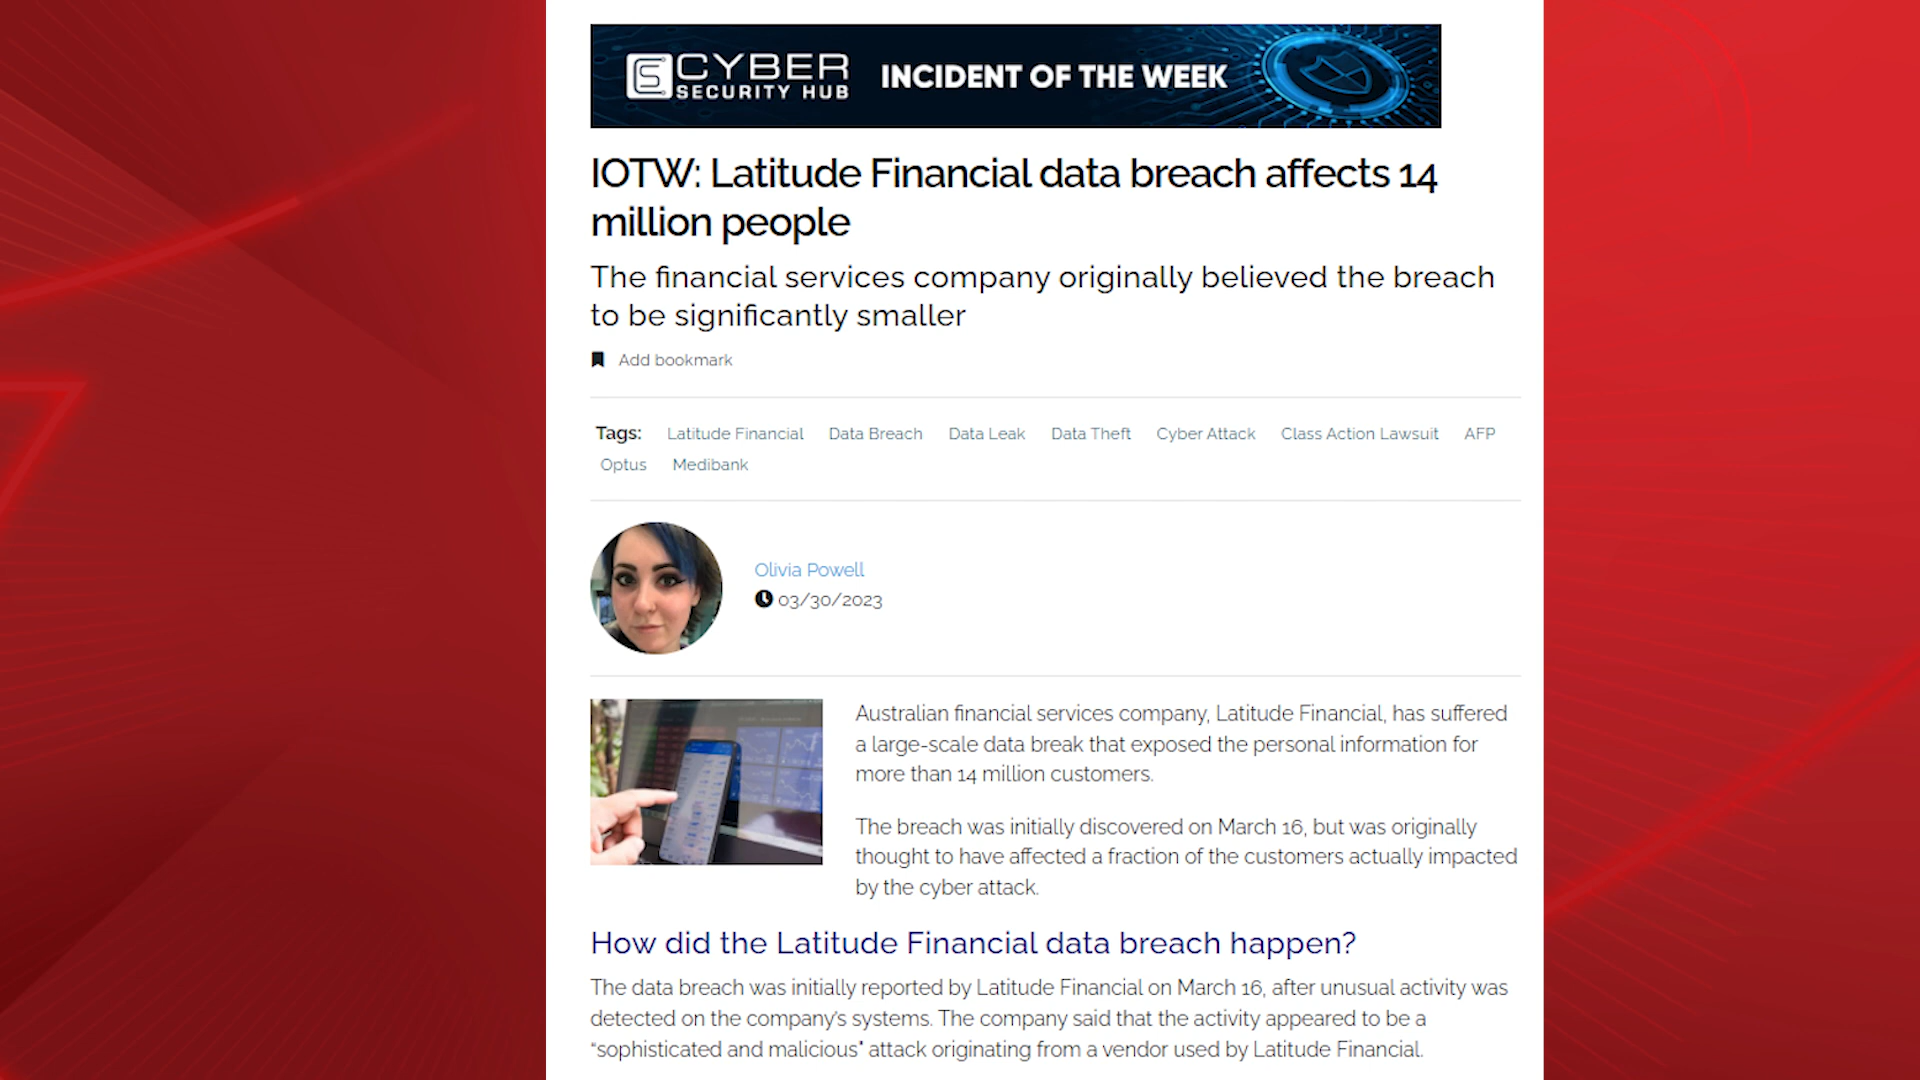 CYBER
SECURITY HUB
INCIDENT OF THE WEEK
IOTW: Latitude Financial data breach affects 14
million people
The financial services company originally believed the breach
to be significantly smaller
Add bookmark
Tags: Latitude Financial Data Breach Data Leak Data Theft Cyber Attack Class Action Lawsuit AFP
Optus Medibank
Olivia Powell
03/30/2023
Australian financial services company, Latitude Financial, has suffered
a large-scale data break that exposed the personal information for
more than 14 million customers.
The breach was initially discovered on March 16, but was originally
thought to have affected a fraction of the customers actually impacted
by the cyber attack.
How did the Latitude Financial data breach happen?
The data breach was initially reported by Latitude Financial on March 16, after unusual activity was
detected on the company's systems. The company said that the activity appeared to be a
“sophisticated and malicious" attack originating from a vendor used by Latitude Financial.